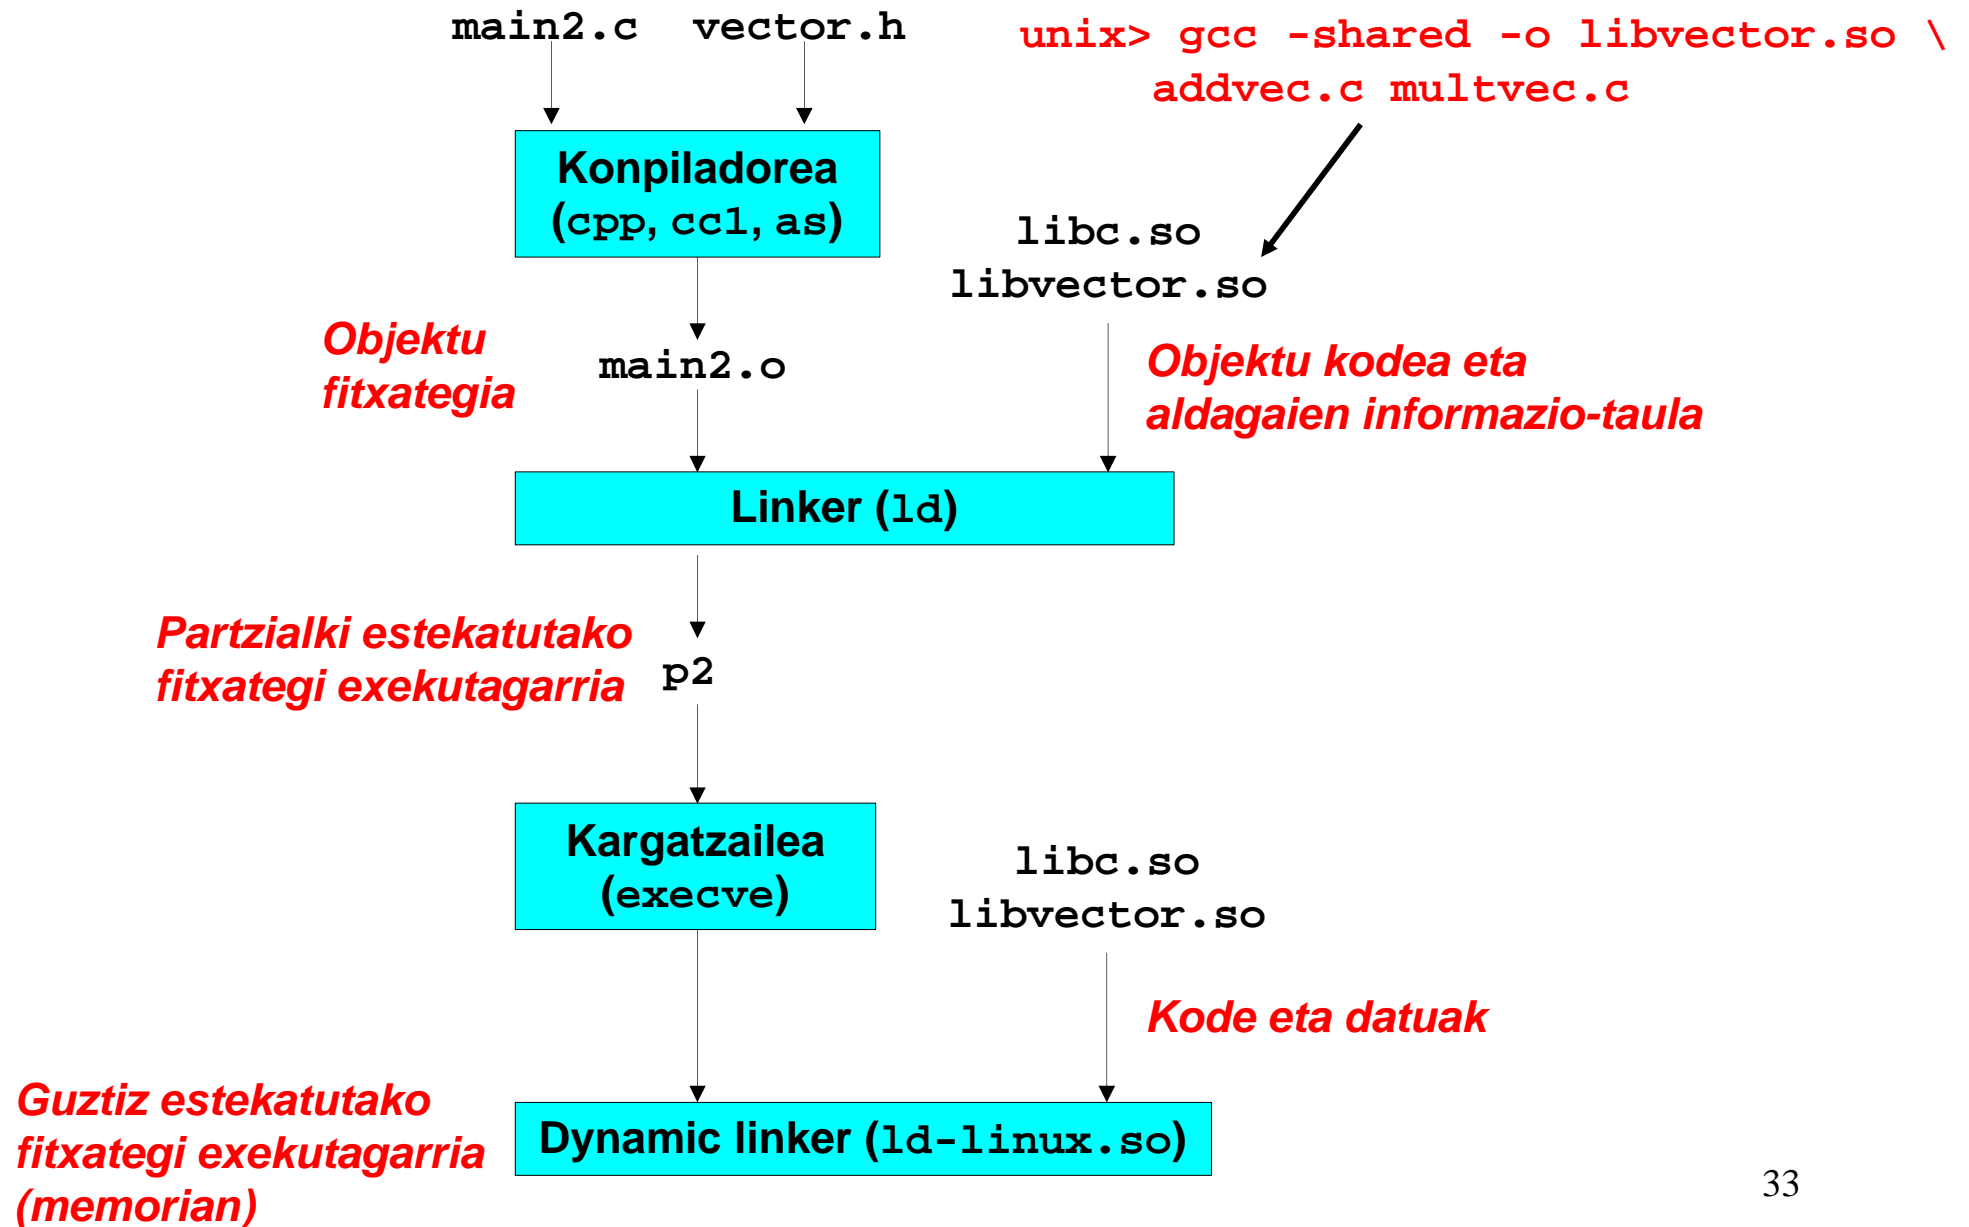 main2.c vector.h
unix> gcc -shared -o libvector.so \
addvec.c multvec.c
Konpiladorea
(cpp, cc1, as)
libc.so
libvector.so
Objektu
fitxategia
main2.o
Objektu kodea eta
aldagaien informazio-taula
Linker (ld)
Partzialki estekatutako
fitxategi exekutagarria
p2
Kargatzailea
(execve)
libc.so
libvector.so
Kode eta datuak
Guztiz estekatutako
fitxategi exekutagarria
(memorian)
Dynamic linker (ld-linux.so)
33